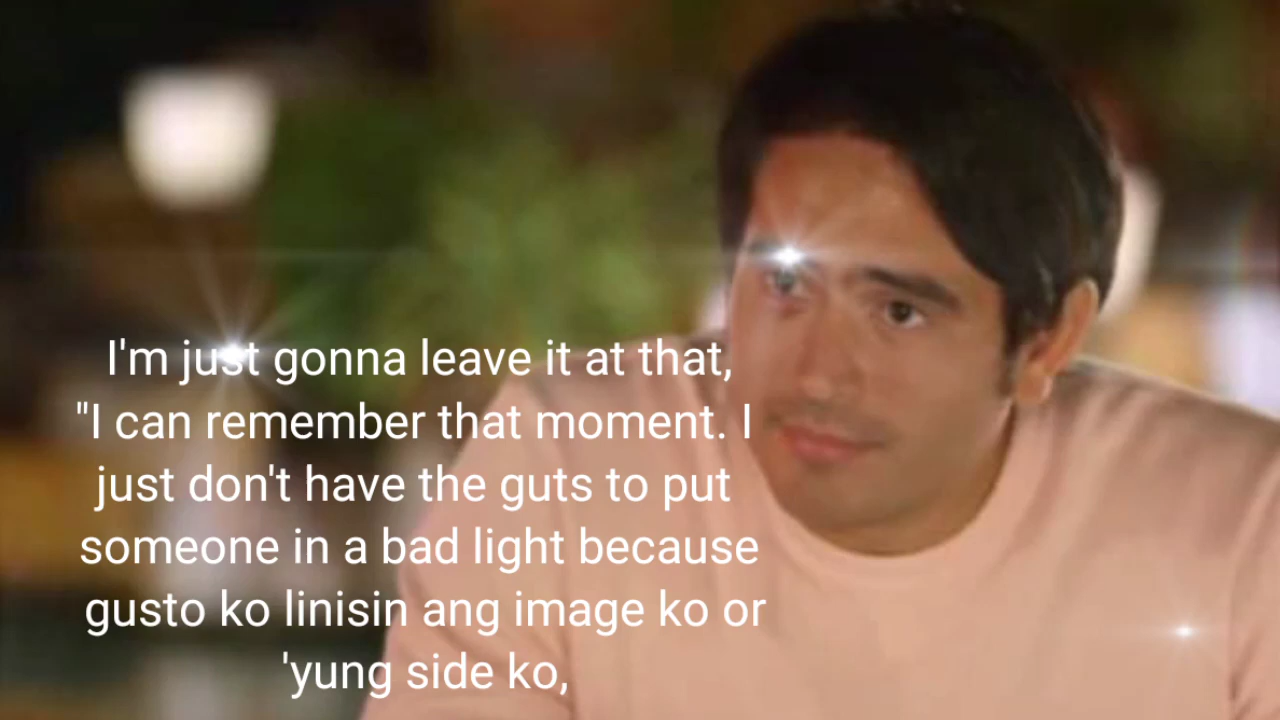 I'm just gonna leave it at that,
"I can remember that moment. I
just don't have the guts to put
someone in a bad light because
gusto ko linisin ang image ko or
'yung side ko,